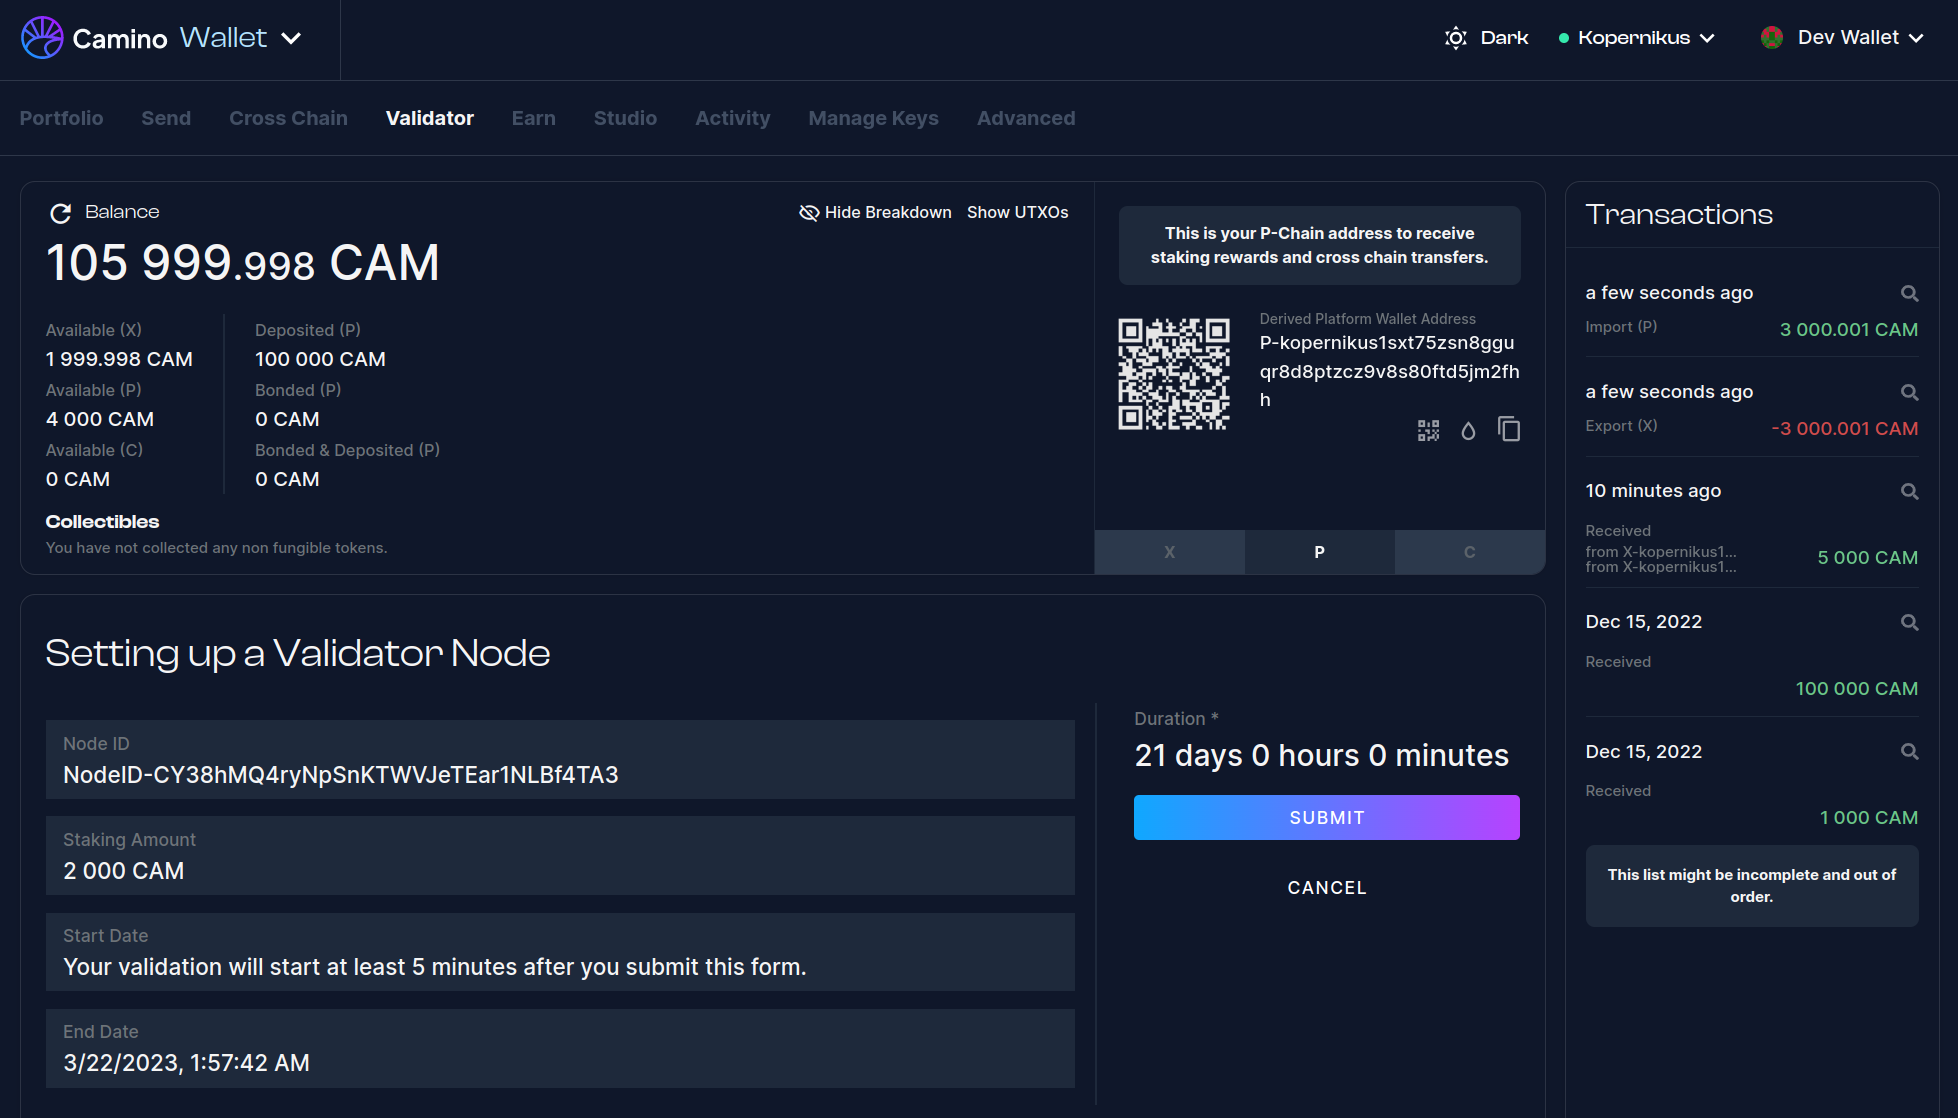 Camino Wallet
Dark
Kopernikus
Dev Wallet
Portfolio
Send
Cross Chain
Validator
Earn
Studio
Activity
Manage Keys
Advanced
Balance
Hide Breakdown
Show UTXOs
105 999.998 CAM
Available (X)
1 999.998 CAM
Available (P)
4 000 CAM
Available (C)
0 CAM
Deposited (P)
100 000 CAM
Bonded (P)
0 CAM
Bonded & Deposited (P)
0 CAM
Collectibles
You have not collected any non fungible tokens.
This is your P-Chain address to receive
staking rewards and cross chain transfers.
Derived Platform Wallet Address
P-kopernikus1sxt75zsn8ggu
qr8d8ptzcz9v8s80ftd5jm2fh
h
X
P
C
Setting up a Validator Node
Node ID
NodeID-CY38hMQ4ryNpSnKTWVJeTEar1NLBf4TA3
Staking Amount
2 000 CAM
Start Date
Your validation will start at least 5 minutes after you submit this form.
End Date
3/22/2023, 1:57:42 AM
Duration *
21 days 0 hours 0 minutes
SUBMIT
CANCEL
Transactions
a few seconds ago
Import (P)
3 000.001 CAM
a few seconds ago
Export (X)
-3 000.001 CAM
10 minutes ago
Received
from X-kopernikus1...
from X-kopernikus1...
5 000 CAM
Dec 15, 2022
Received
100 000 CAM
Dec 15, 2022
Received
1 000 CAM
This list might be incomplete and out of
order.